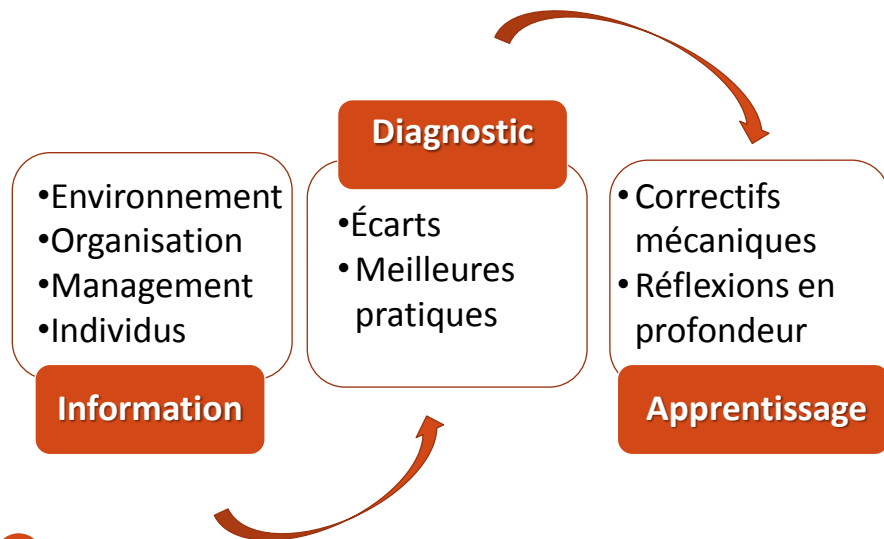 •Environnement
•Organisation
•Management
•Individus
Information
Diagnostic
•Écarts
• Meilleures
pratiques
• Correctifs
mécaniques
• Réflexions en
profondeur
Apprentissage